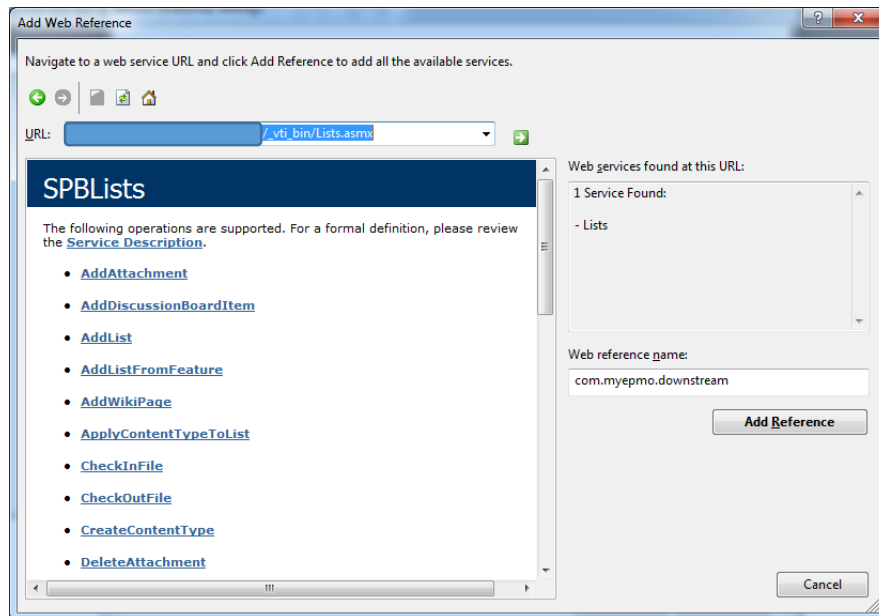 Add Web Reference
Navigate to a web service URL and click Add Reference to add all the available services.
URL:
/_vti_bin/Lists.asmx
SPBLists
The following operations are supported. For a formal definition, please review
the Service Description.
• AddAttachment
• AddDiscussionBoardItem
• AddList
• AddListFromFeature
• AddWikiPage
• ApplyContentTypeToList
• CheckInFile
• CheckOutFile
• CreateContentType
• DeleteAttachment
Web services found at this URL:
1 Service Found:
- Lists
Web reference name:
com.myepmo.downstream
Add Reference
Cancel